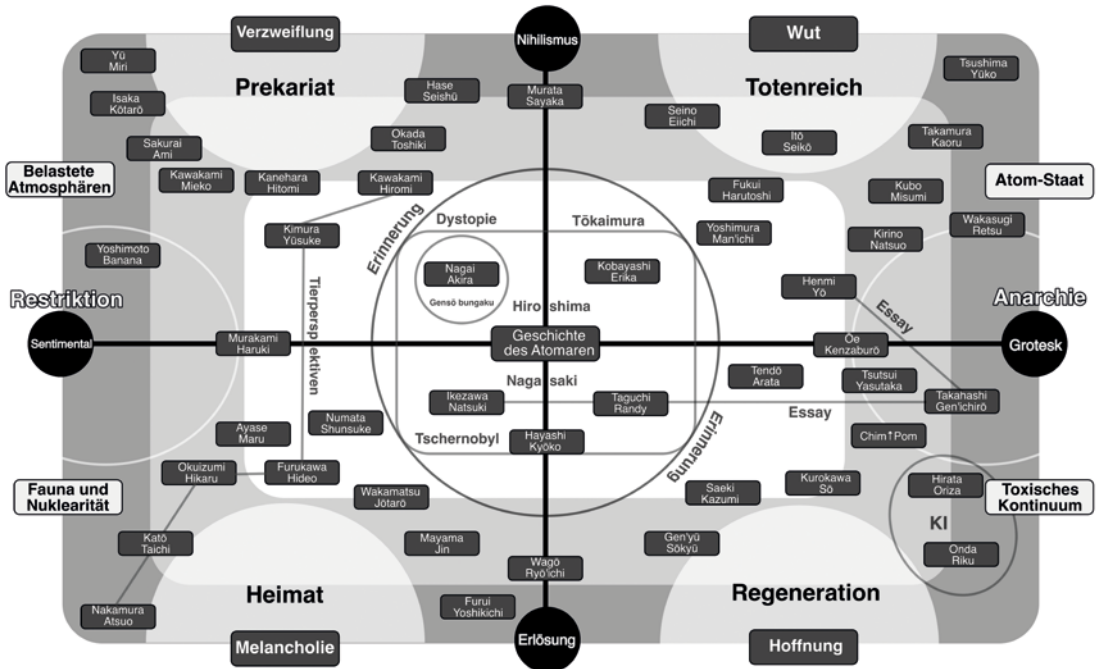 Verzweiflung
Nihilismus
Wut
Yū
Miri
Tsushima
Yūko
Prekariat
Hase
Seishū
Murata
Sayaka
Totenreich
Isaka
Kōtarō
Seino
Eiichi
Sakurai
Ami
Okada
Toshiki
Itō
Seikō
Takamura
Kaoru
Belastete
Atmosphären
Kawakami
Mieko
Kanehara
Hitomi
Kawakami
Hiromi
Fukui
Harutoshi
Kubo
Misumi
Atom-Staat
Erinnerung
Dystopie
Tōkaimura
Kimura
Yūsuke
Yoshimura
Man'ichi
Kirino
Natsuo
Wakasugi
Retsu
Yoshimoto
Banana
Nagai
Akira
Gensō bungaku
Kobayashi
Erika
Henmi
Yō
Restriktion
Tierperspektiven
Hiroshima
Essay
Anarchie
Sentimental
Murakami
Haruki
Geschichte
des Atomaren
Ōe
Kenzaburō
Grotesk
Nagasaki
Tendō
Arata
Tsutsui
Yasutaka
Ikezawa
Natsuki
Taguchi
Randy
Essay
Takahashi
Gen'ichirō
Ayase
Maru
Numata
Shunsuke
Tschernobyl
Hayashi
Kyōko
Erinnerung
Chim↑Pom
Okuizumi
Hikaru
Furukawa
Hideo
Fauna und
Nuklearität
Wakamatsu
Jōtarō
Saeki
Kazumi
Kurokawa
Sō
Hirata
Oriza
Toxisches
Kontinuum
KI
Katō
Taichi
Mayama
Jin
Gen'yū
Sōkyū
Onda
Riku
Wagō
Ryō'ichi
Heimat
Regeneration
Nakamura
Atsuo
Furui
Yoshikichi
Melancholie
Erlösung
Hoffnung